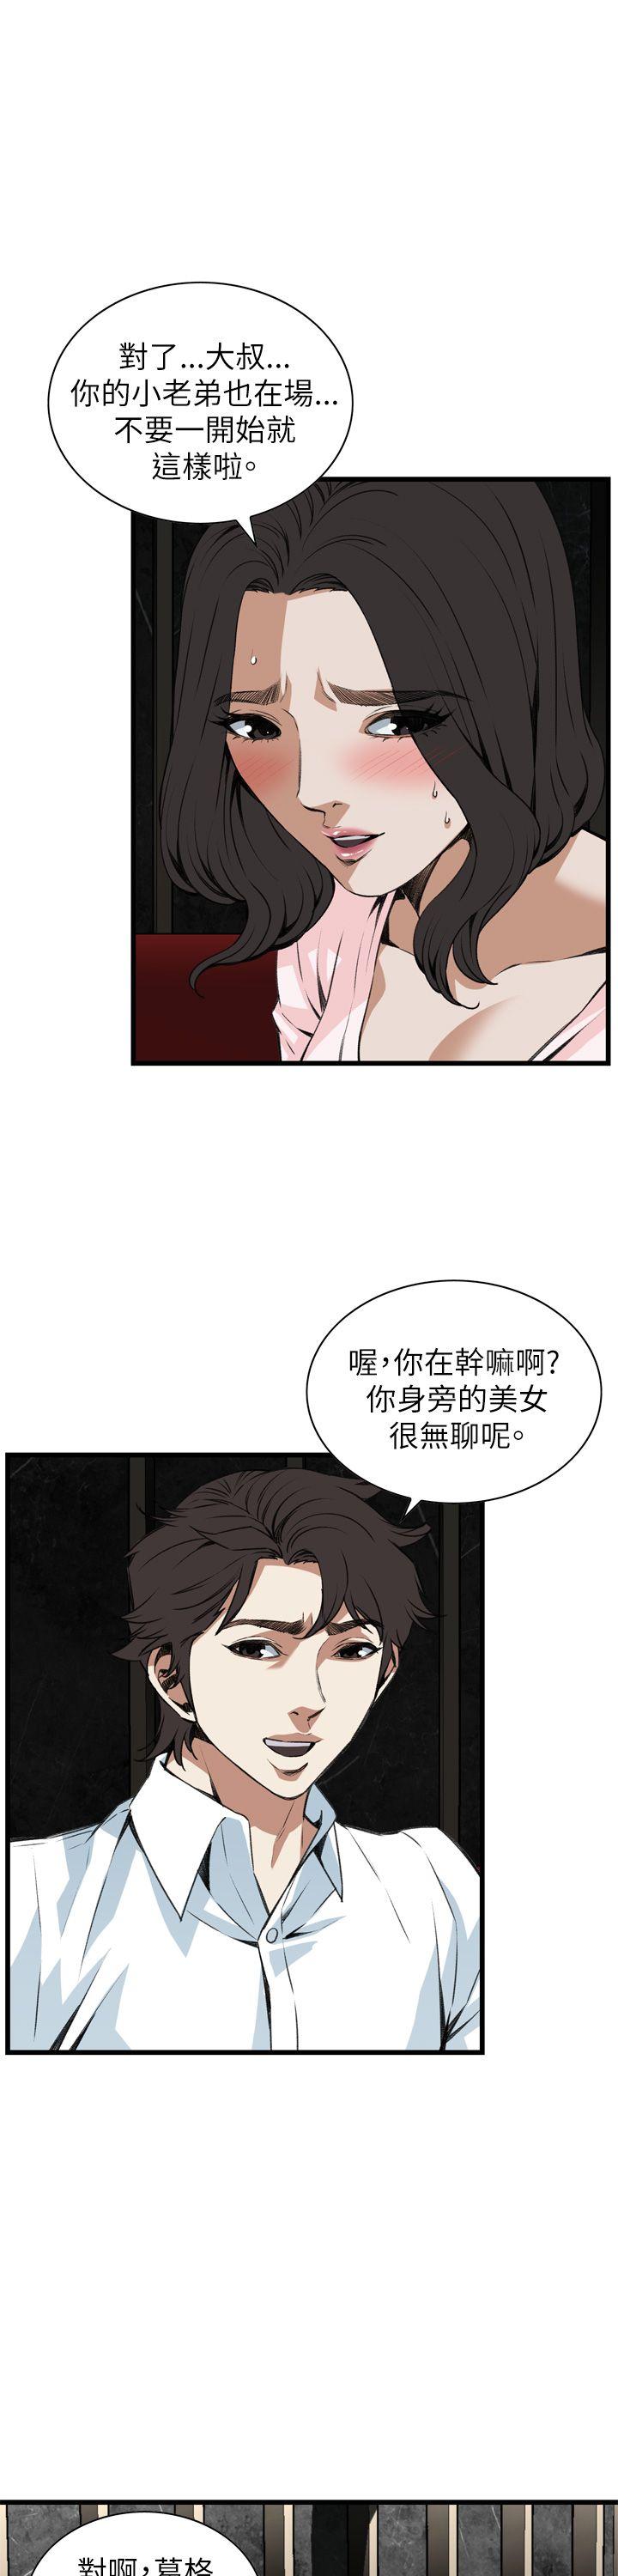 對了...大叔...
你的小老弟也在場...
不要一開始就
這樣啦。
喔,你在幹嘛啊?
你身旁的美女
很無聊呢。
對啊,葛格